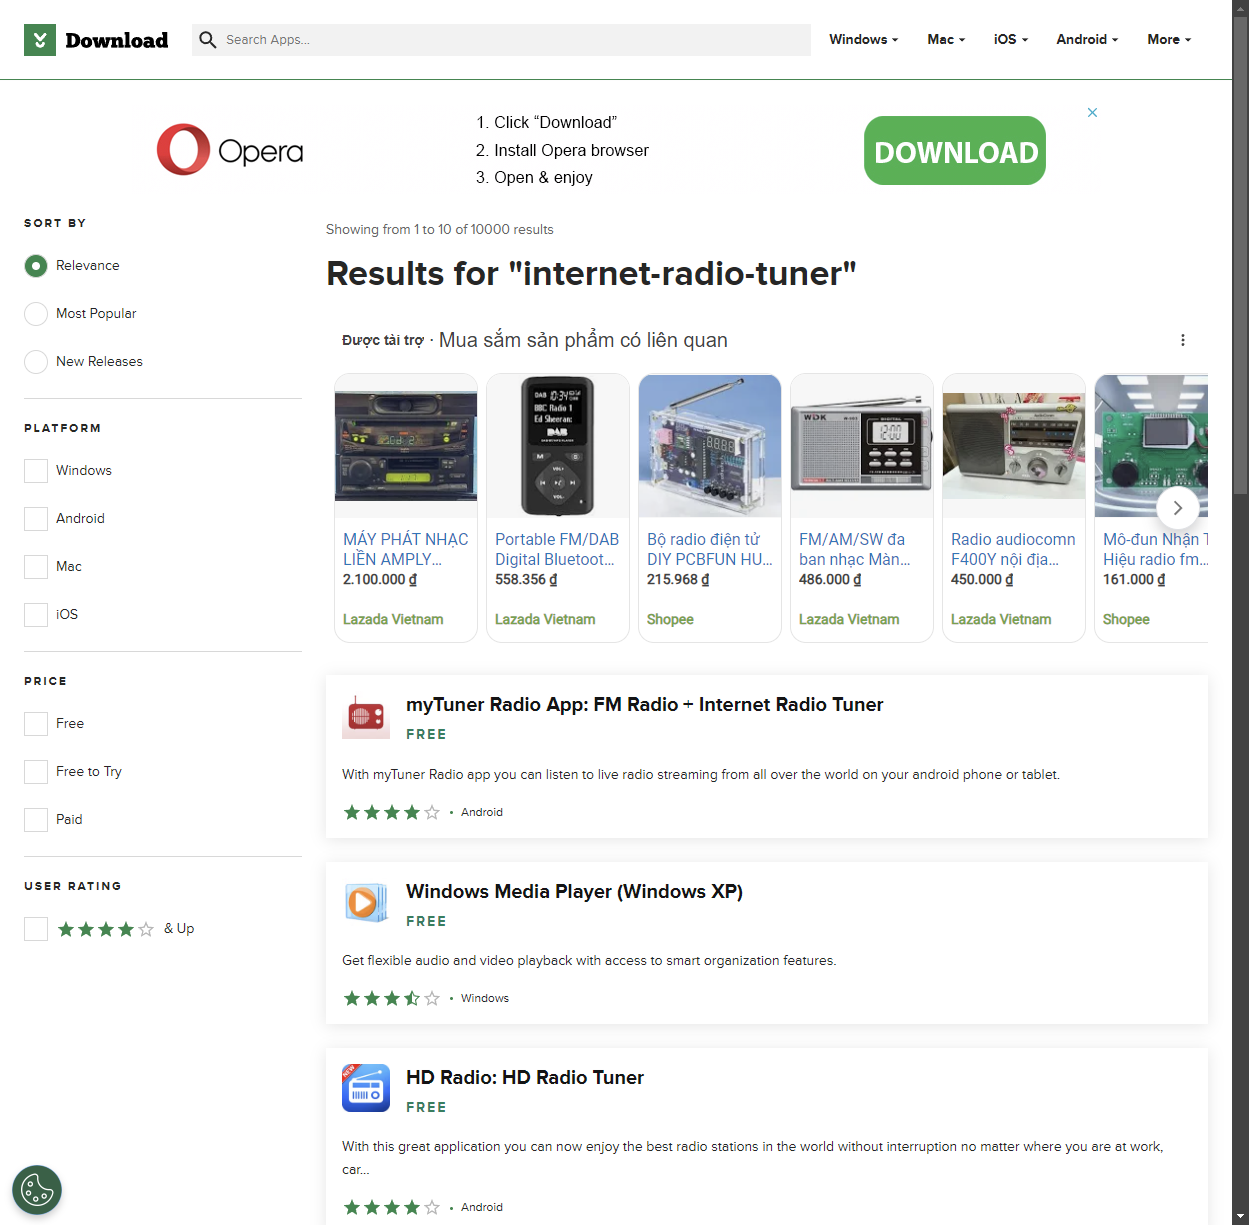 Download
Search Apps...
Windows
Mac
iOS
Android
More
Opera
1. Click “Download”
2. Install Opera browser
3. Open & enjoy
DOWNLOAD
SORT BY
Relevance
Most Popular
New Releases
PLATFORM
Windows
Android
Mac
iOS
PRICE
Free
Free to Try
Paid
USER RATING
& Up
Showing from 1 to 10 of 10000 results
Results for "internet-radio-tuner"
Được tài trợ · Mua sắm sản phẩm có liên quan
MÁY PHÁT NHẠC
LIỀN AMPLY...
2.100.000 ₫
Lazada Vietnam
Portable FM/DAB
Digital Bluetoot...
558.356 ₫
Lazada Vietnam
Bộ radio điện tử
DIY PCBFUN HU...
215.968 ₫
Shopee
FM/AM/SW đa
ban nhạc Màn...
486.000 ₫
Lazada Vietnam
Radio audiocomn
F400Y nội địa...
450.000 ₫
Lazada Vietnam
Mô-đun Nhận T
Hiệu radio fm...
161.000 ₫
Shopee
myTuner Radio App: FM Radio + Internet Radio Tuner
FREE
With myTuner Radio app you can listen to live radio streaming from all over the world on your android phone or tablet.
• Android
Windows Media Player (Windows XP)
FREE
Get flexible audio and video playback with access to smart organization features.
• Windows
NEW
HD Radio: HD Radio Tuner
FREE
With this great application you can now enjoy the best radio stations in the world without interruption no matter where you are at work,
car...
• Android